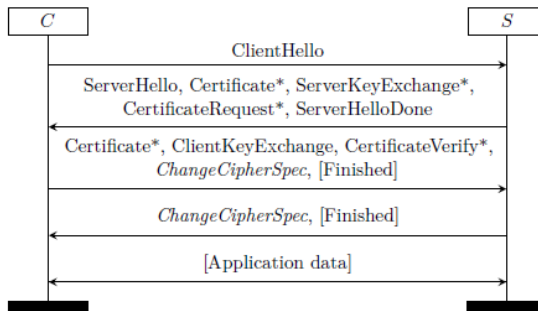 C S
ClientHello
ServerHello, Certificate*, ServerKeyExchange*,
CertificateRequest*, ServerHelloDone
Certificate*, ClientKeyExchange, CertificateVerify*,
ChangeCipherSpec, [Finished]
ChangeCipherSpec, [Finished]
[Application data]